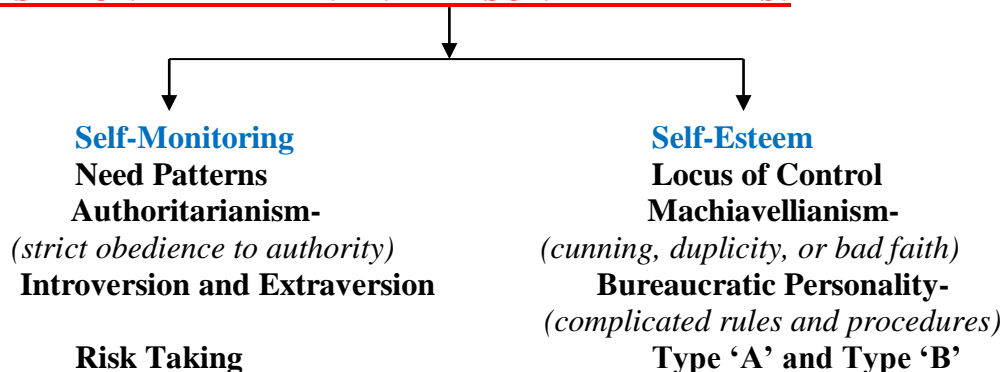 Self-Monitoring
Need Patterns
Authoritarianism-
(strict obedience to authority)
Introversion and Extraversion
Risk Taking
Self-Esteem
Locus of Control
Machiavellianism-
(cunning, duplicity, or bad faith)
Bureaucratic Personality-
(complicated rules and procedures)
Type ‘A’ and Type ‘B’